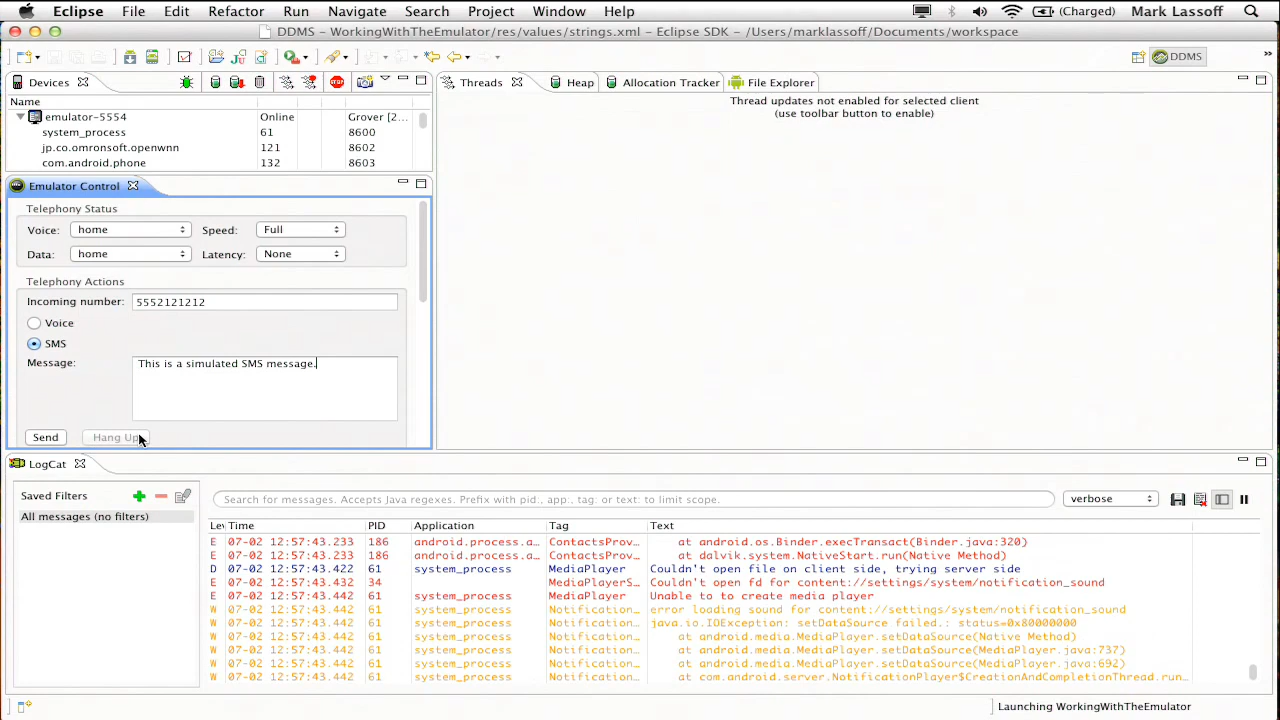 Eclipse File Edit Refactor Run Navigate Search Project Window Help (Charged) Mark Lassoff
DDMS – WorkingWithTheEmulator/res/values/strings.xml – Eclipse SDK – /Users/marklassoff/Documents/workspace
DDMS
Devices
Name
emulator-5554 Online Grover [2...
system_process 61 8600
jp.co.omronsoft.openwnn 121 8602
com.android.phone 132 8603
Emulator Control
Telephony Status
Voice: home Speed: Full
Data: home Latency: None
Telephony Actions
Incoming number: 5552121212
Voice
SMS
Message: This is a simulated SMS message.
Send Hang Up
Threads Heap Allocation Tracker File Explorer
Thread updates not enabled for selected client
(use toolbar button to enable)
LogCat
Saved Filters
All messages (no filters)
Search for messages. Accepts Java regexes. Prefix with pid:, app:, tag: or text: to limit scope. verbose
Le Time PID Application Tag Text
E 07-02 12:57:43.233 186 android.process.a... ContactsProv... at android.os.Binder.execTransact(Binder.java:320)
E 07-02 12:57:43.233 186 android.process.a... ContactsProv... at dalvik.system.NativeStart.run(Native Method)
D 07-02 12:57:43.422 61 system_process MediaPlayer Couldn't open file on client side, trying server side
E 07-02 12:57:43.432 34 MediaPlayerS... Couldn't open fd for content://settings/system/notification_sound
E 07-02 12:57:43.442 61 system_process MediaPlayer Unable to to create media player
W 07-02 12:57:43.442 61 system_process Notification... error loading sound for content://settings/system/notification_sound
W 07-02 12:57:43.442 61 system_process Notification... java.io.IOException: setDataSource failed.: status=0x80000000
W 07-02 12:57:43.442 61 system_process Notification... at android.media.MediaPlayer.setDataSource(Native Method)
W 07-02 12:57:43.442 61 system_process Notification... at android.media.MediaPlayer.setDataSource(MediaPlayer.java:737)
W 07-02 12:57:43.442 61 system_process Notification... at android.media.MediaPlayer.setDataSource(MediaPlayer.java:692)
W 07-02 12:57:43.442 61 system_process Notification... at com.android.server.NotificationPlayer$CreationAndCompletionThread.run...
Launching WorkingWithTheEmulator